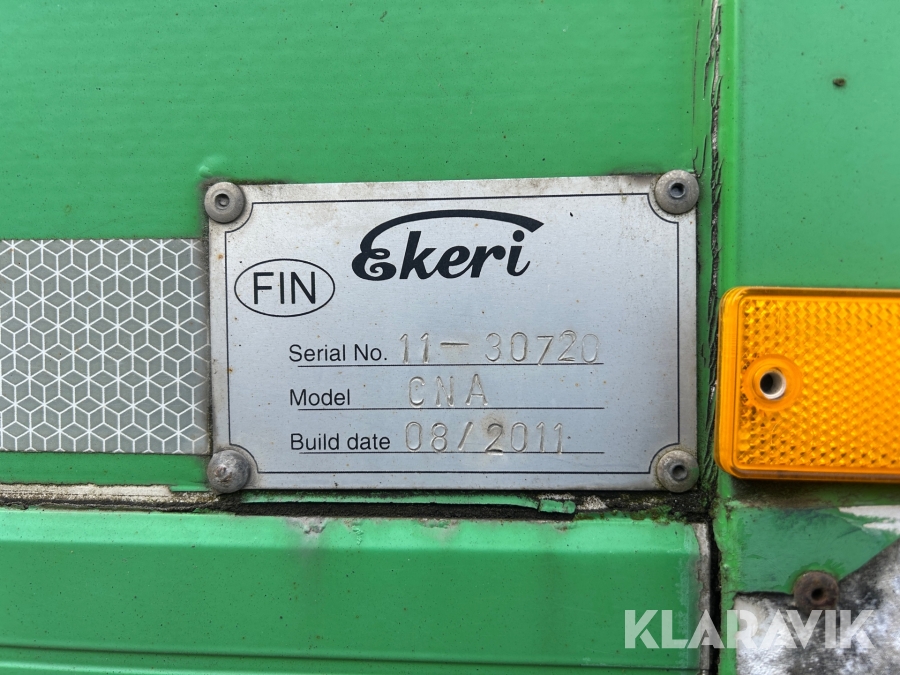 Ekeri
FIN
Serial No. 11-30720
Model CNA
Build date 08/2011
KLARAVIK